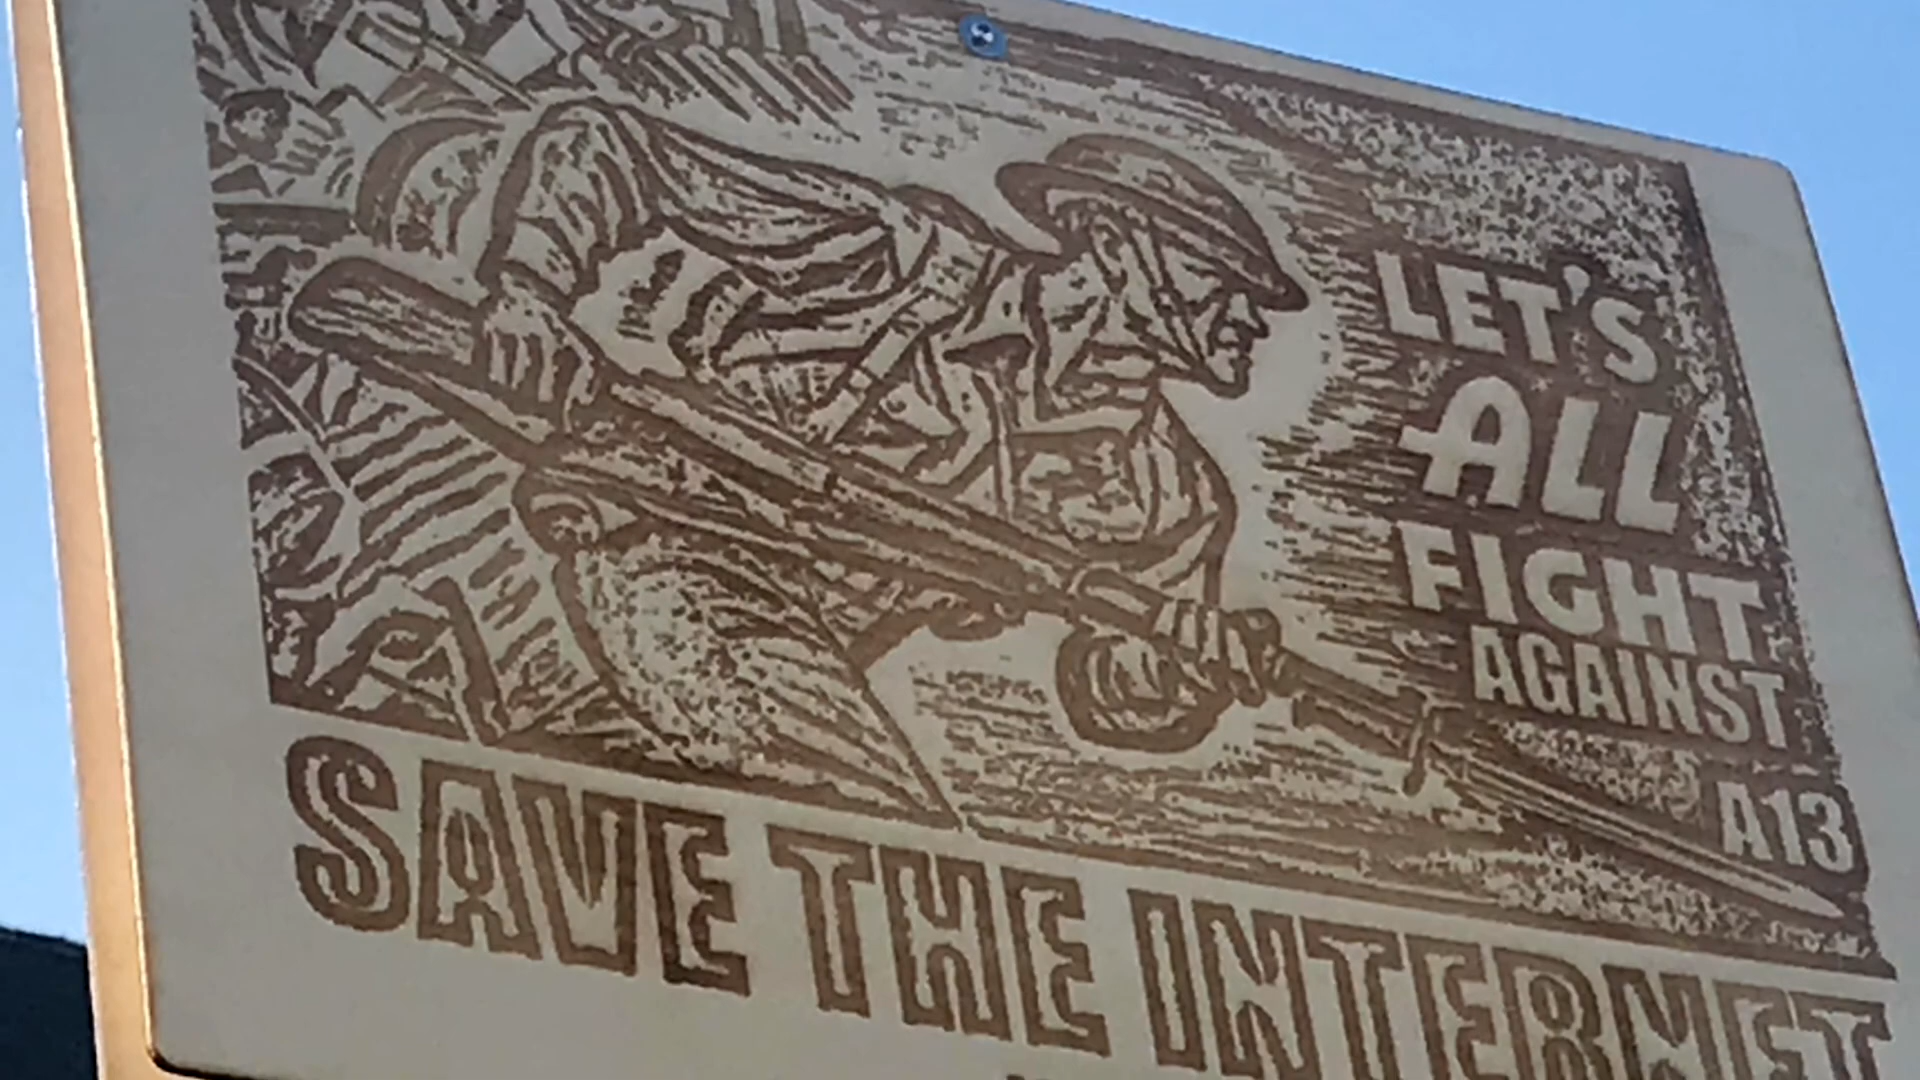 LET'S
ALL
FIGHT
AGAINST
A13
SAVE THE INTERNET